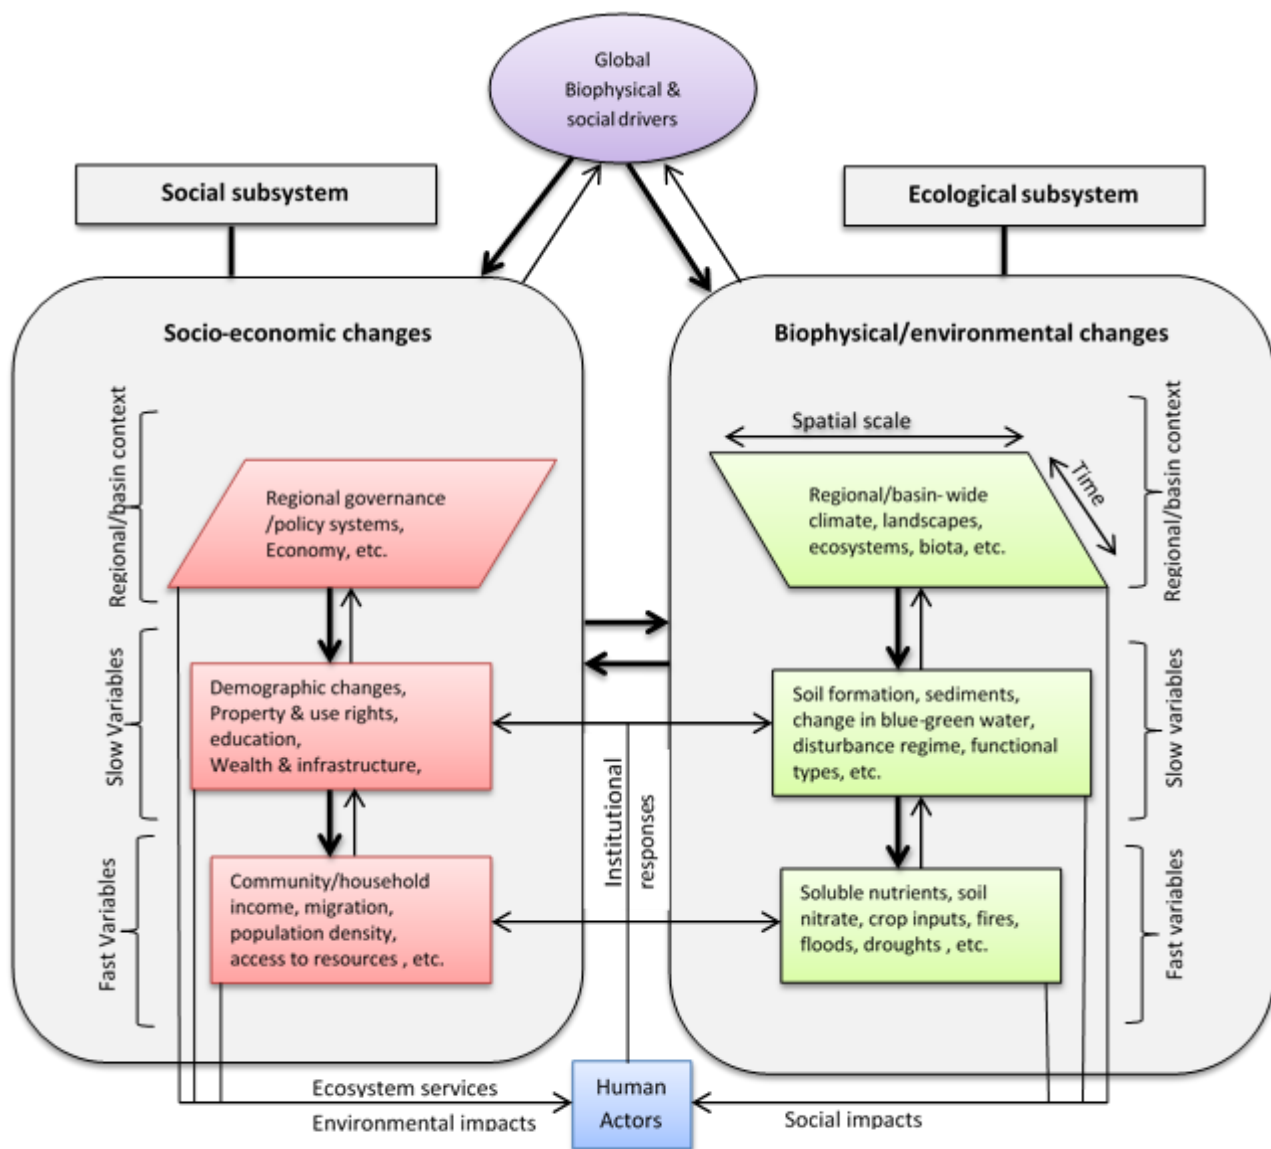 Global
Biophysical &
social drivers
Social subsystem
Ecological subsystem
Socio-economic changes
Regional/basin context
Regional governance
/policy systems,
Economy, etc.
Slow Variables
Demographic changes,
Property & use rights,
education,
Wealth & infrastructure,
Fast Variables
Community/household
income, migration,
population density,
access to resources , etc.
Biophysical/environmental changes
Spatial scale
Time
Regional/basin context
Regional/basin-wide
climate, landscapes,
ecosystems, biota, etc.
Slow variables
Soil formation, sediments,
change in blue-green water,
disturbance regime, functional
types, etc.
Fast variables
Soluble nutrients, soil
nitrate, crop inputs, fires,
floods, droughts , etc.
Institutional
responses
Ecosystem services
Environmental impacts
Human
Actors
Social impacts